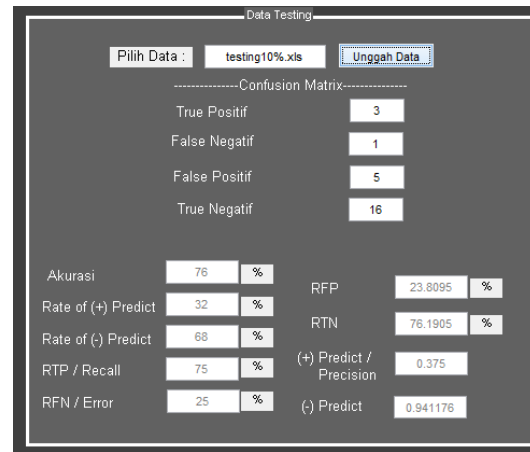 Data Testing
Pilih Data : testing10%.xls Unggah Data
---------------Confusion Matrix---------------
True Positif 3
False Negatif 1
False Positif 5
True Negatif 16
Akurasi 76 %
Rate of (+) Predict 32 %
Rate of (-) Predict 68 %
RTP / Recall 75 %
RFN / Error 25 %
RFP 23.8095 %
RTN 76.1905 %
(+) Predict /
Precision 0.375
(-) Predict 0.941176